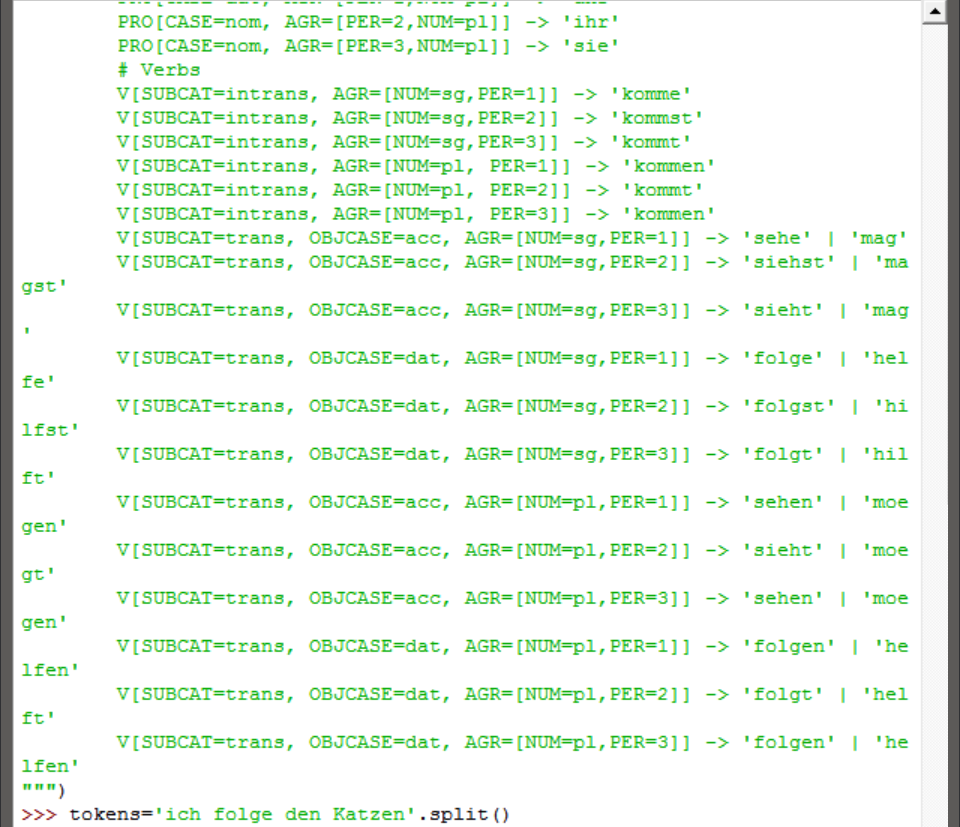 PRO[CASE=nom, AGR=[PER=2,NUM=pl]] -> 'ihr'
PRO[CASE=nom, AGR=[PER=3,NUM=pl]] -> 'sie'
# Verbs
V[SUBCAT=intrans, AGR=[NUM=sg,PER=1]] -> 'komme'
V[SUBCAT=intrans, AGR=[NUM=sg,PER=2]] -> 'kommst'
V[SUBCAT=intrans, AGR=[NUM=sg,PER=3]] -> 'kommt'
V[SUBCAT=intrans, AGR=[NUM=pl, PER=1]] -> 'kommen'
V[SUBCAT=intrans, AGR=[NUM=pl, PER=2]] -> 'kommt'
V[SUBCAT=intrans, AGR=[NUM=pl, PER=3]] -> 'kommen'
V[SUBCAT=trans, OBJCASE=acc, AGR=[NUM=sg,PER=1]] -> 'sehe' | 'mag'
V[SUBCAT=trans, OBJCASE=acc, AGR=[NUM=sg,PER=2]] -> 'siehst' | 'ma
gst'
V[SUBCAT=trans, OBJCASE=acc, AGR=[NUM=sg,PER=3]] -> 'sieht' | 'mag
'
V[SUBCAT=trans, OBJCASE=dat, AGR=[NUM=sg,PER=1]] -> 'folge' | 'hel
fe'
V[SUBCAT=trans, OBJCASE=dat, AGR=[NUM=sg,PER=2]] -> 'folgst' | 'hi
lfst'
V[SUBCAT=trans, OBJCASE=dat, AGR=[NUM=sg,PER=3]] -> 'folgt' | 'hil
ft'
V[SUBCAT=trans, OBJCASE=acc, AGR=[NUM=pl,PER=1]] -> 'sehen' | 'moe
gen'
V[SUBCAT=trans, OBJCASE=acc, AGR=[NUM=pl,PER=2]] -> 'sieht' | 'moe
gt'
V[SUBCAT=trans, OBJCASE=acc, AGR=[NUM=pl,PER=3]] -> 'sehen' | 'moe
gen'
V[SUBCAT=trans, OBJCASE=dat, AGR=[NUM=pl,PER=1]] -> 'folgen' | 'he
lfen'
V[SUBCAT=trans, OBJCASE=dat, AGR=[NUM=pl,PER=2]] -> 'folgt' | 'hel
ft'
V[SUBCAT=trans, OBJCASE=dat, AGR=[NUM=pl,PER=3]] -> 'folgen' | 'he
lfen'
""")
>>> tokens='ich folge den Katzen'.split()